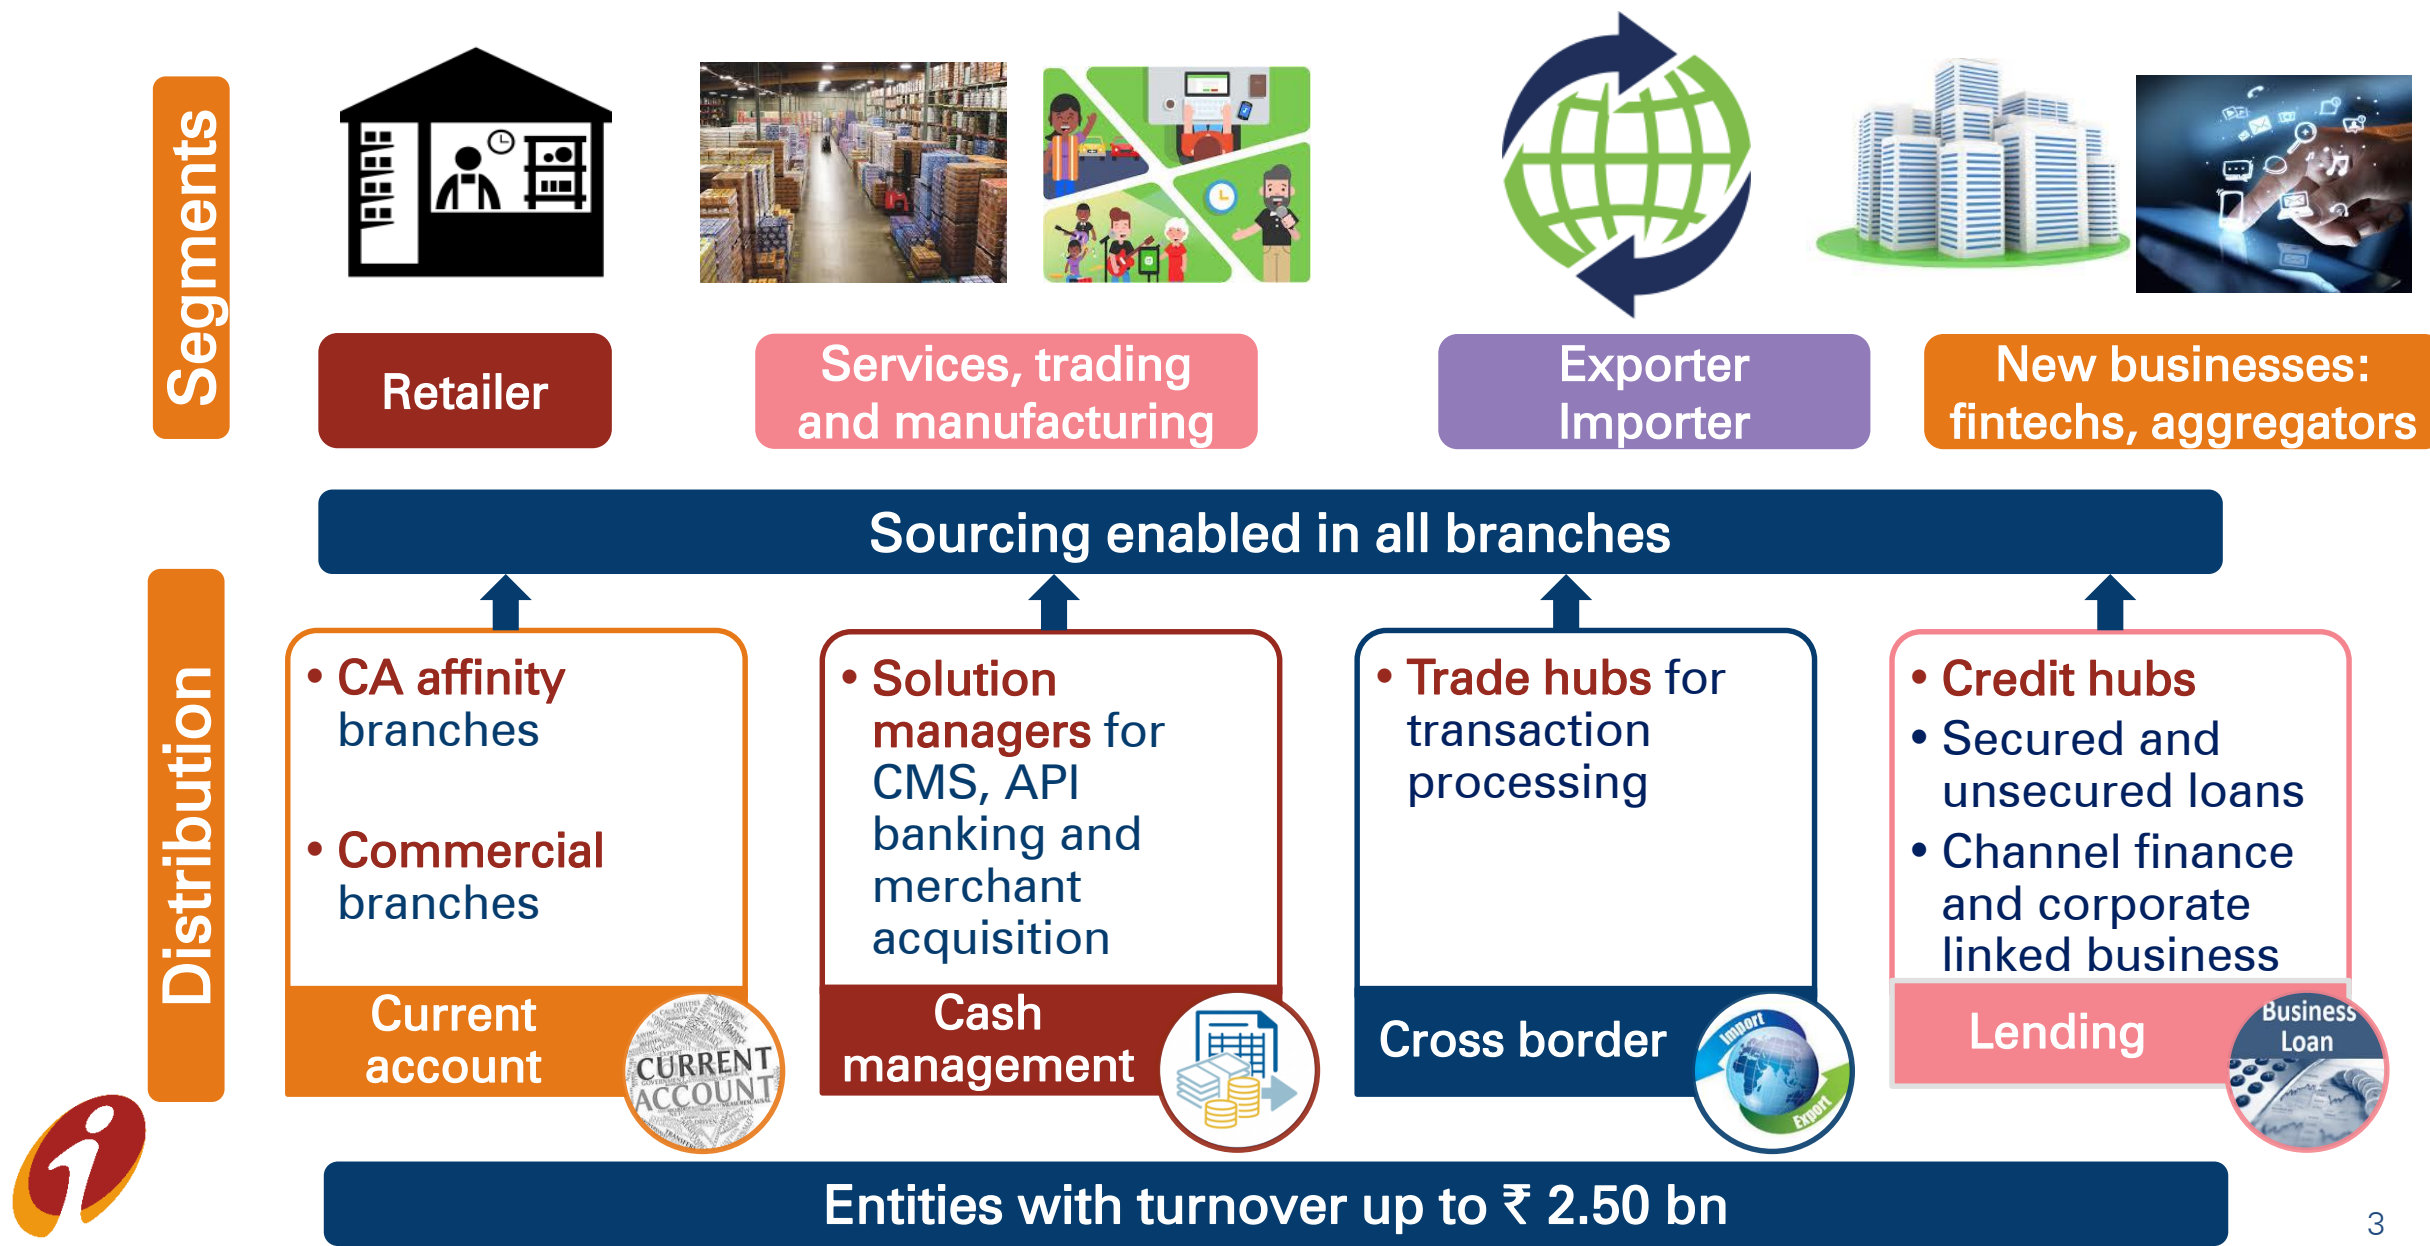 Segments
Retailer
Services, trading
and manufacturing
Exporter
Importer
New businesses:
fintechs, aggregators
Sourcing enabled in all branches
Distribution
• CA affinity
branches
• Commercial
branches
Current
account
CURRENT
ACCOUNT
• Solution
managers for
CMS, API
banking and
merchant
acquisition
Cash
management
• Trade hubs for
transaction
processing
Cross border
Import
Export
• Credit hubs
• Secured and
unsecured loans
• Channel finance
and corporate
linked business
Lending
Business
Loan
Entities with turnover up to ₹ 2.50 bn
3